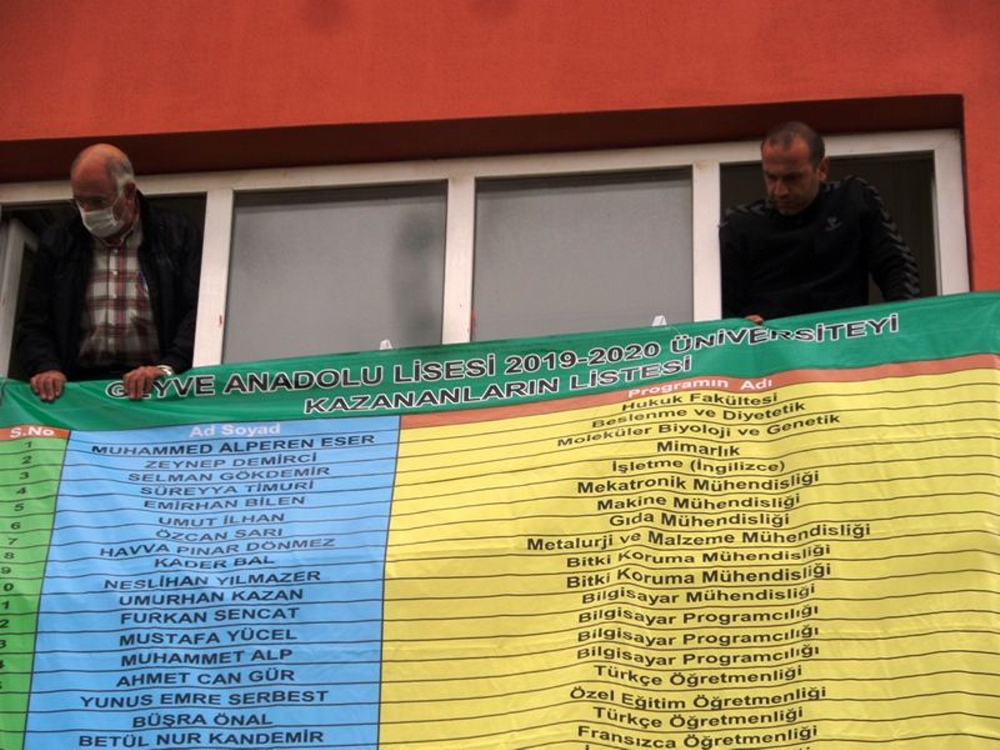 GEYVE ANADOLU LİSESİ 2019-2020 ÜNİVERSİTEYİ
KAZANANLARIN LİSTESİ
S.No Ad Soyad Programın Adı
1 MUHAMMED ALPEREN ESER Hukuk Fakültesi
2 ZEYNEP DEMİRCİ Beslenme ve Diyetetik
3 SELMAN GÖKDEMİR Moleküler Biyoloji ve Genetik
4 SÜREYYA TİMURİ Mimarlık
5 EMİRHAN BİLEN İşletme (İngilizce)
6 UMUT İLHAN Mekatronik Mühendisliği
7 ÖZCAN SARI Makine Mühendisliği
8 HAVVA PINAR DÖNMEZ Gıda Mühendisliği
9 KADER BAL Metalurji ve Malzeme Mühendisliği
0 NESLİHAN YILMAZER Bitki Koruma Mühendisliği
1 UMURHAN KAZAN Bitki Koruma Mühendisliği
2 FURKAN SENCAT Bilgisayar Mühendisliği
3 MUSTAFA YÜCEL Bilgisayar Programcılığı
4 MUHAMMET ALP Bilgisayar Programcılığı
AHMET CAN GÜR Bilgisayar Programcılığı
YUNUS EMRE SERBEST Türkçe Öğretmenliği
BÜŞRA ÖNAL Özel Eğitim Öğretmenliği
BETÜL NUR KANDEMİR Türkçe Öğretmenliği
Fransızca Öğretmenliği